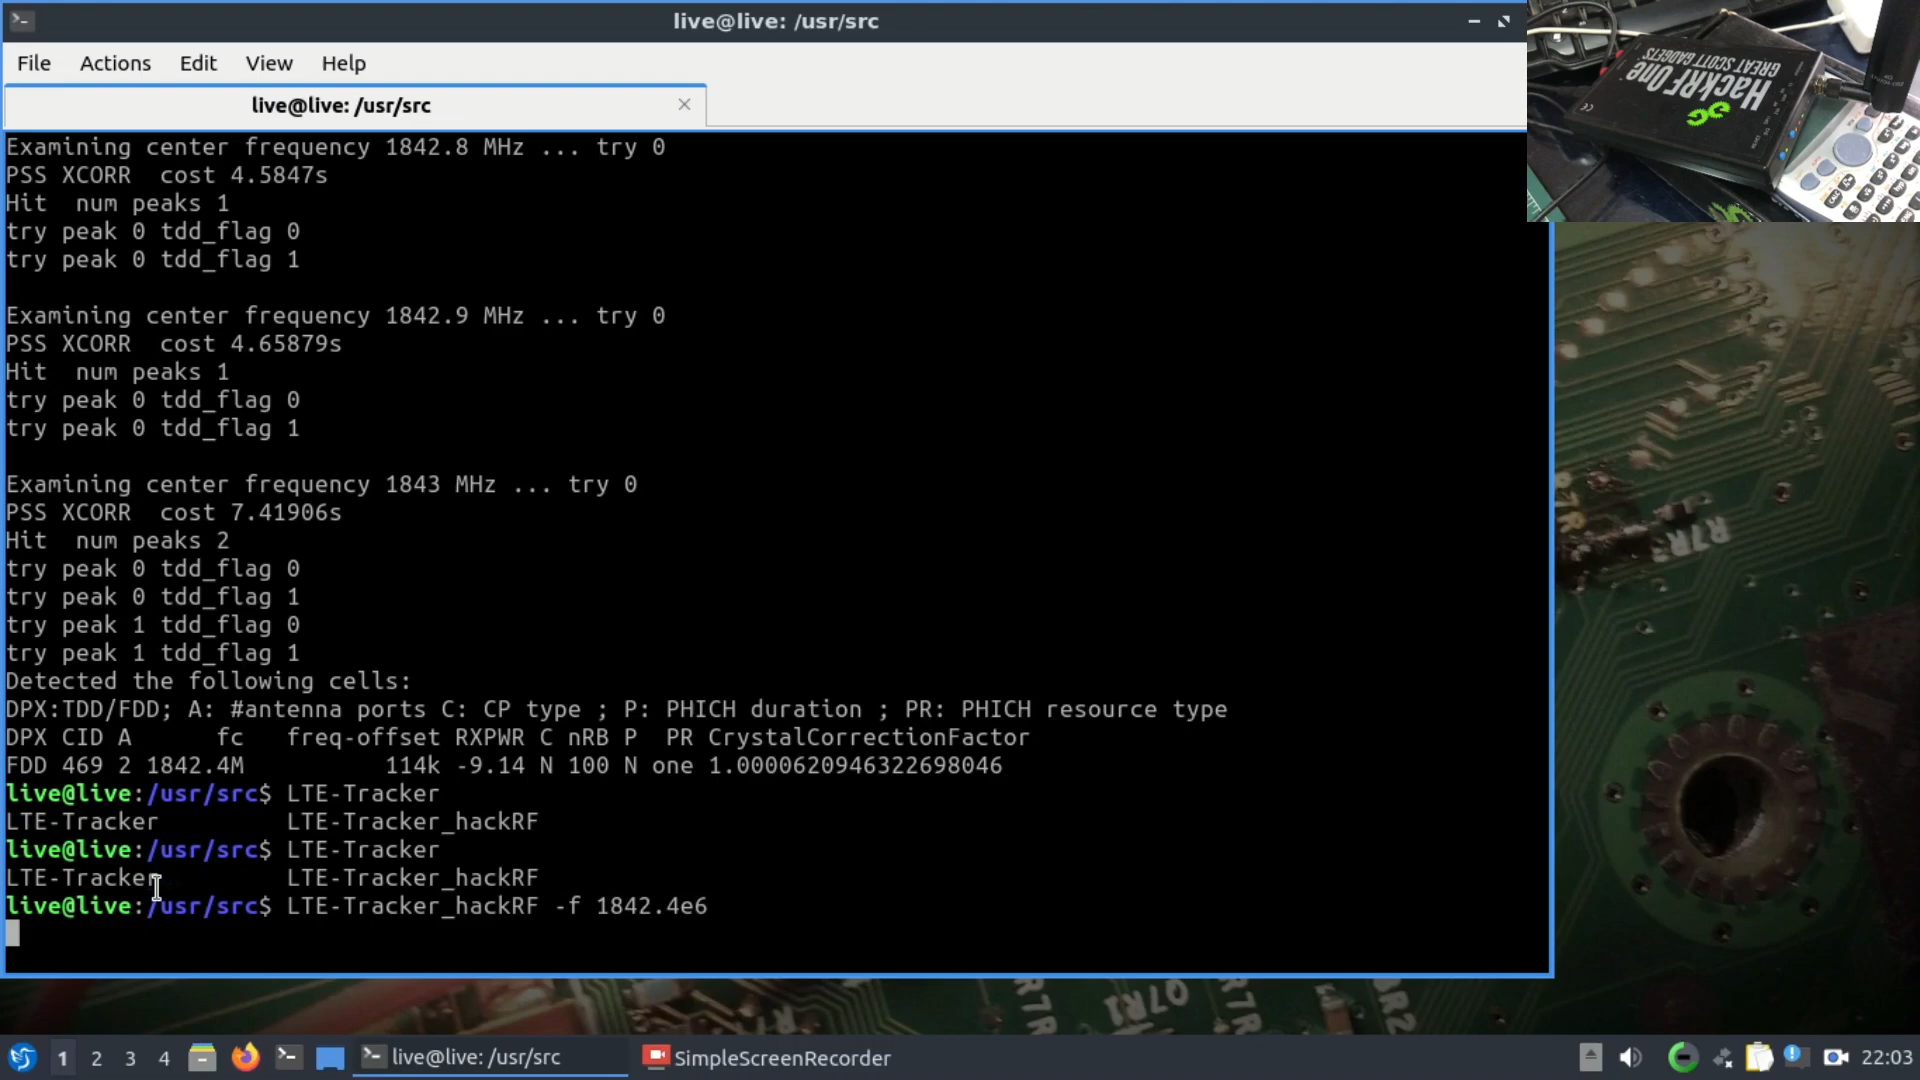 live@live: /usr/src
File Actions Edit View Help
live@live: /usr/src
Examining center frequency 1842.8 MHz ... try 0
PSS XCORR  cost 4.5847s
Hit  num peaks 1
try peak 0 tdd_flag 0
try peak 0 tdd_flag 1
Examining center frequency 1842.9 MHz ... try 0
PSS XCORR  cost 4.65879s
Hit  num peaks 1
try peak 0 tdd_flag 0
try peak 0 tdd_flag 1
Examining center frequency 1843 MHz ... try 0
PSS XCORR  cost 7.41906s
Hit  num peaks 2
try peak 0 tdd_flag 0
try peak 0 tdd_flag 1
try peak 1 tdd_flag 0
try peak 1 tdd_flag 1
Detected the following cells:
DPX:TDD/FDD; A: #antenna ports C: CP type ; P: PHICH duration ; PR: PHICH resource type
DPX CID A      fc   freq-offset RXPWR C nRB P  PR CrystalCorrectionFactor
FDD 469 2 1842.4M          114k -9.14 N 100 N one 1.0000620946322698046
live@live:/usr/src$ LTE-Tracker
LTE-Tracker         LTE-Tracker_hackRF
live@live:/usr/src$ LTE-Tracker
LTE-Tracker         LTE-Tracker_hackRF
live@live:/usr/src$ LTE-Tracker_hackRF -f 1842.4e6
HackRF One
GREAT SCOTT GADGETS
R7R
Q7R1
R7R
R7R
1 2 3 4 live@live: /usr/src SimpleScreenRecorder 22:03